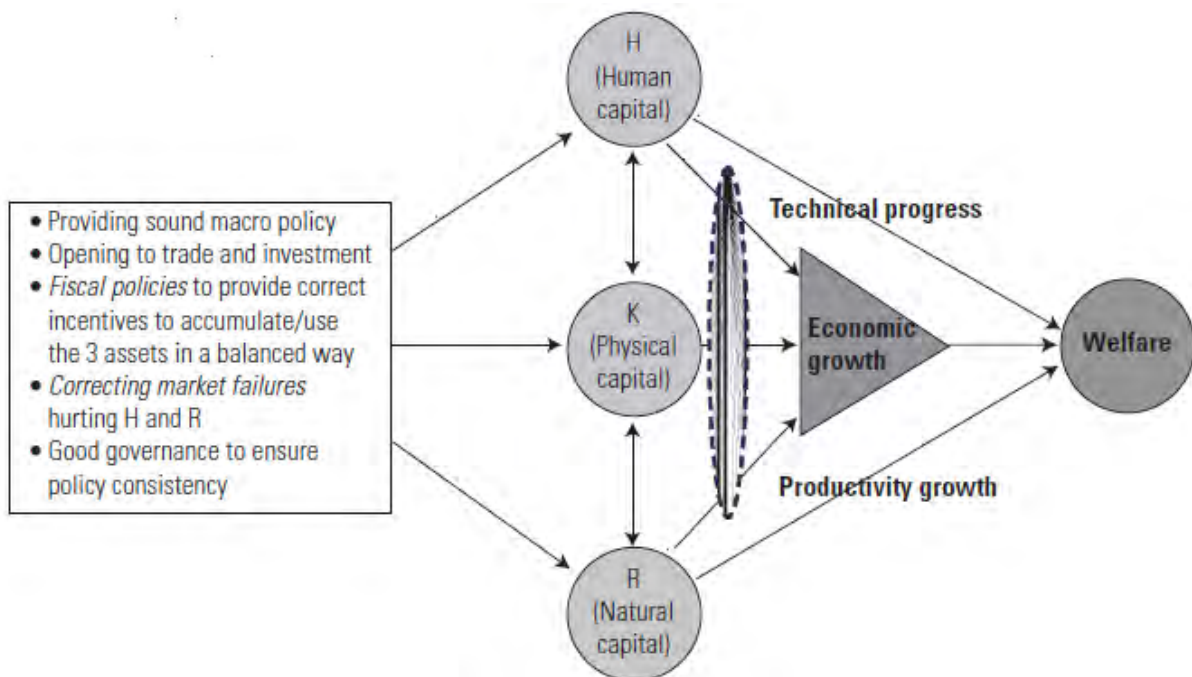 H
(Human
capital)
• Providing sound macro policy
• Opening to trade and investment
• Fiscal policies to provide correct
incentives to accumulate/use
the 3 assets in a balanced way
• Correcting market failures
hurting H and R
• Good governance to ensure
policy consistency
K
(Physical
capital)
R
(Natural
capital)
Technical progress
Economic
growth
Productivity growth
Welfare